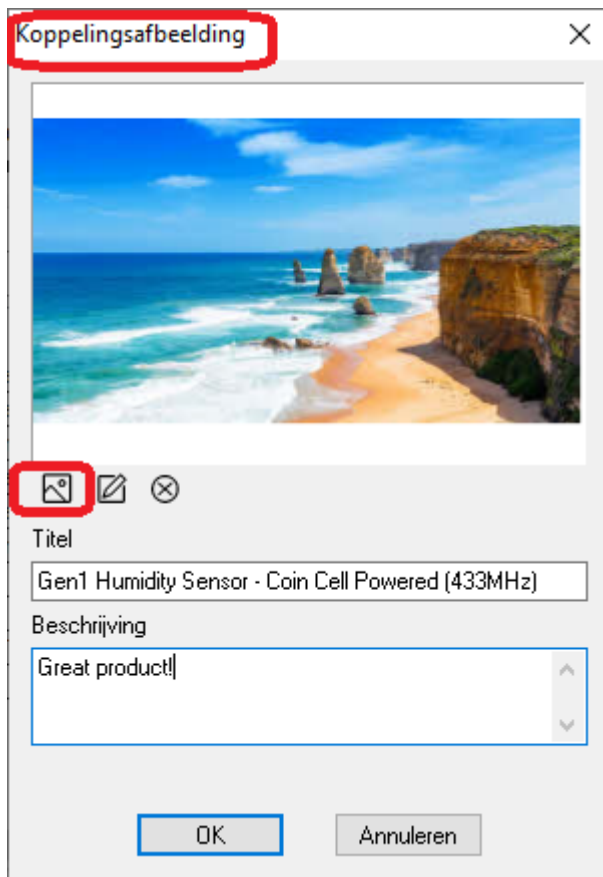 Koppelingsafbeelding
Titel
Gen1 Humidity Sensor - Coin Cell Powered (433MHz)
Beschrijving
Great product!
OK
Annuleren